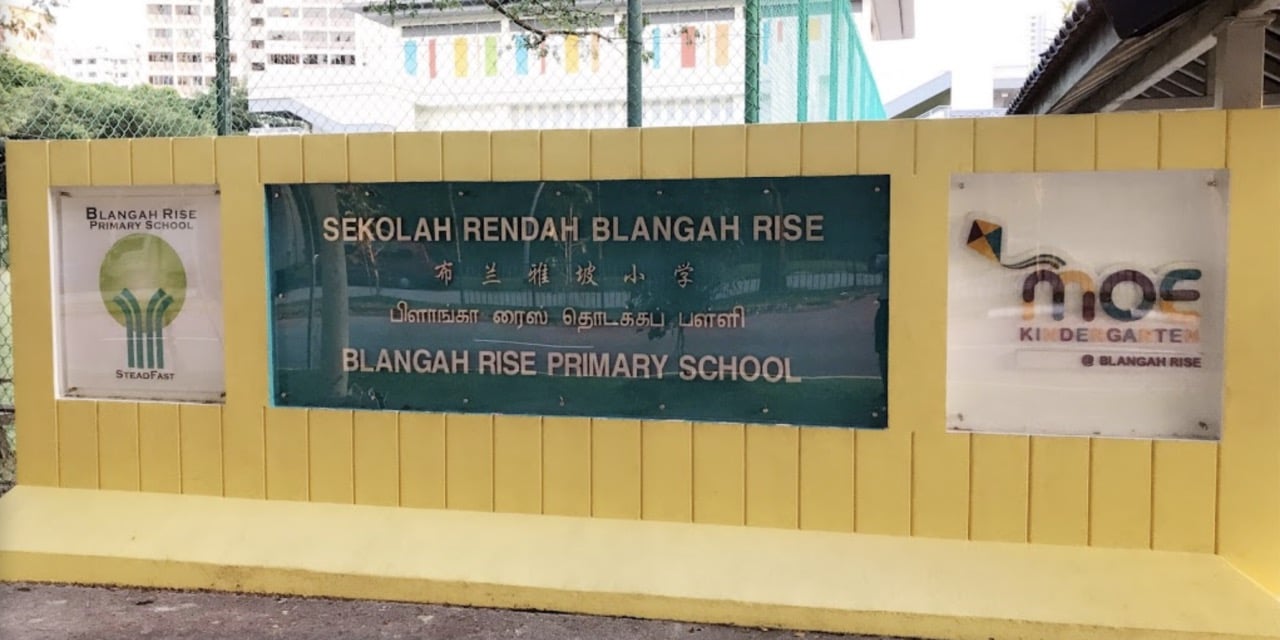 BLANGAH RISE
PRIMARY SCHOOL
STEADFAST
SEKOLAH RENDAH BLANGAH RISE
布兰雅坡小学
பிளாங்கா ரைஸ் தொடக்கப் பள்ளி
BLANGAH RISE PRIMARY SCHOOL
moe
KINDERGARTEN
@ BLANGAH RISE